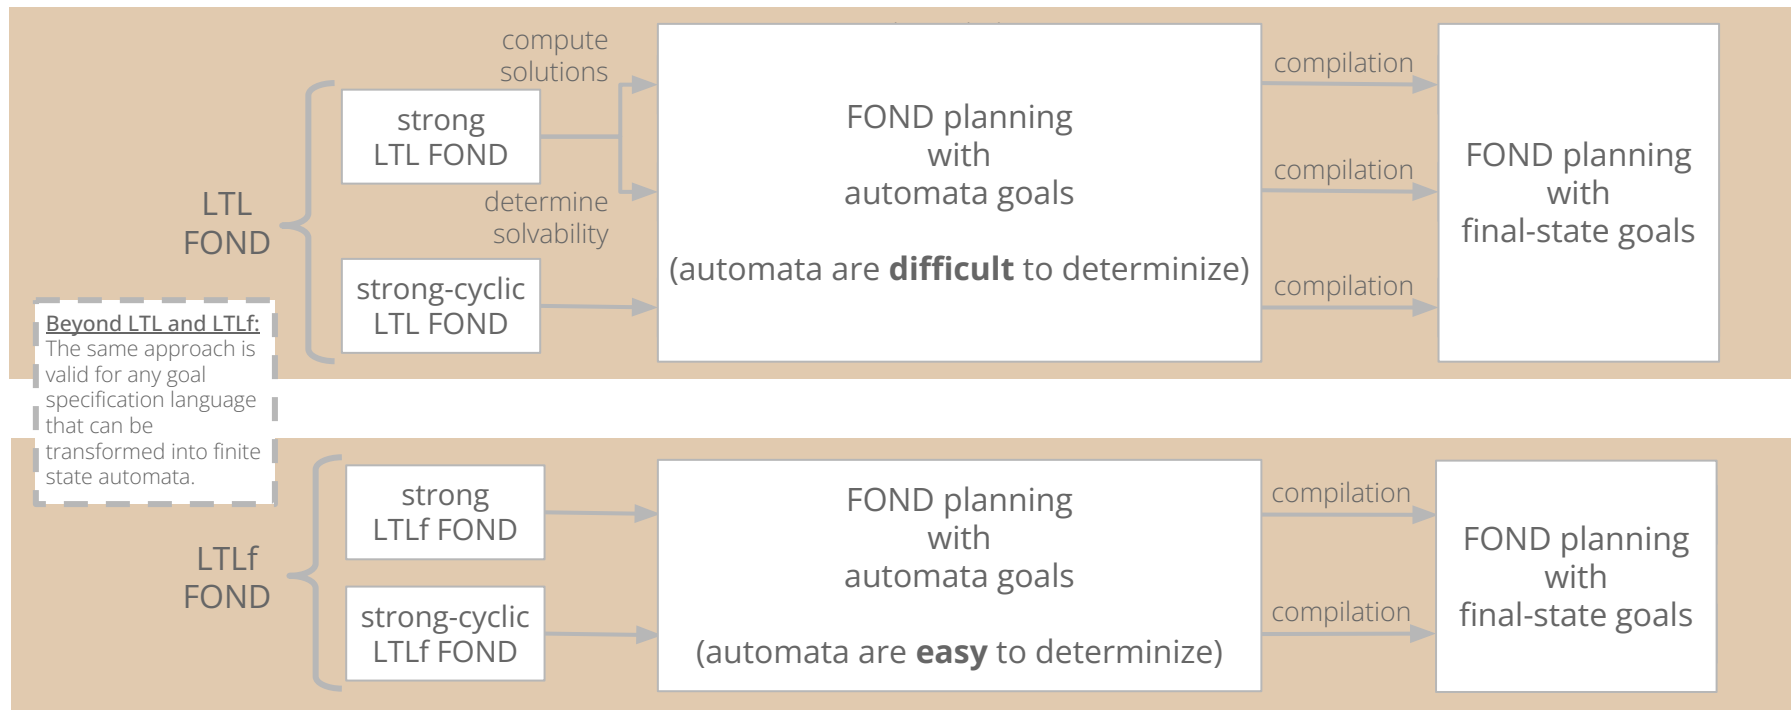 compute
solutions
strong
LTL FOND
determine
solvability
LTL
FOND
strong-cyclic
LTL FOND
FOND planning
with
automata goals
(automata are difficult to determinize)
compilation
compilation
compilation
FOND planning
with
final-state goals
Beyond LTL and LTLf:
The same approach is
valid for any goal
specification language
that can be
transformed into finite
state automata.
LTLf
FOND
strong
LTLf FOND
strong-cyclic
LTLf FOND
FOND planning
with
automata goals
(automata are easy to determinize)
compilation
compilation
FOND planning
with
final-state goals